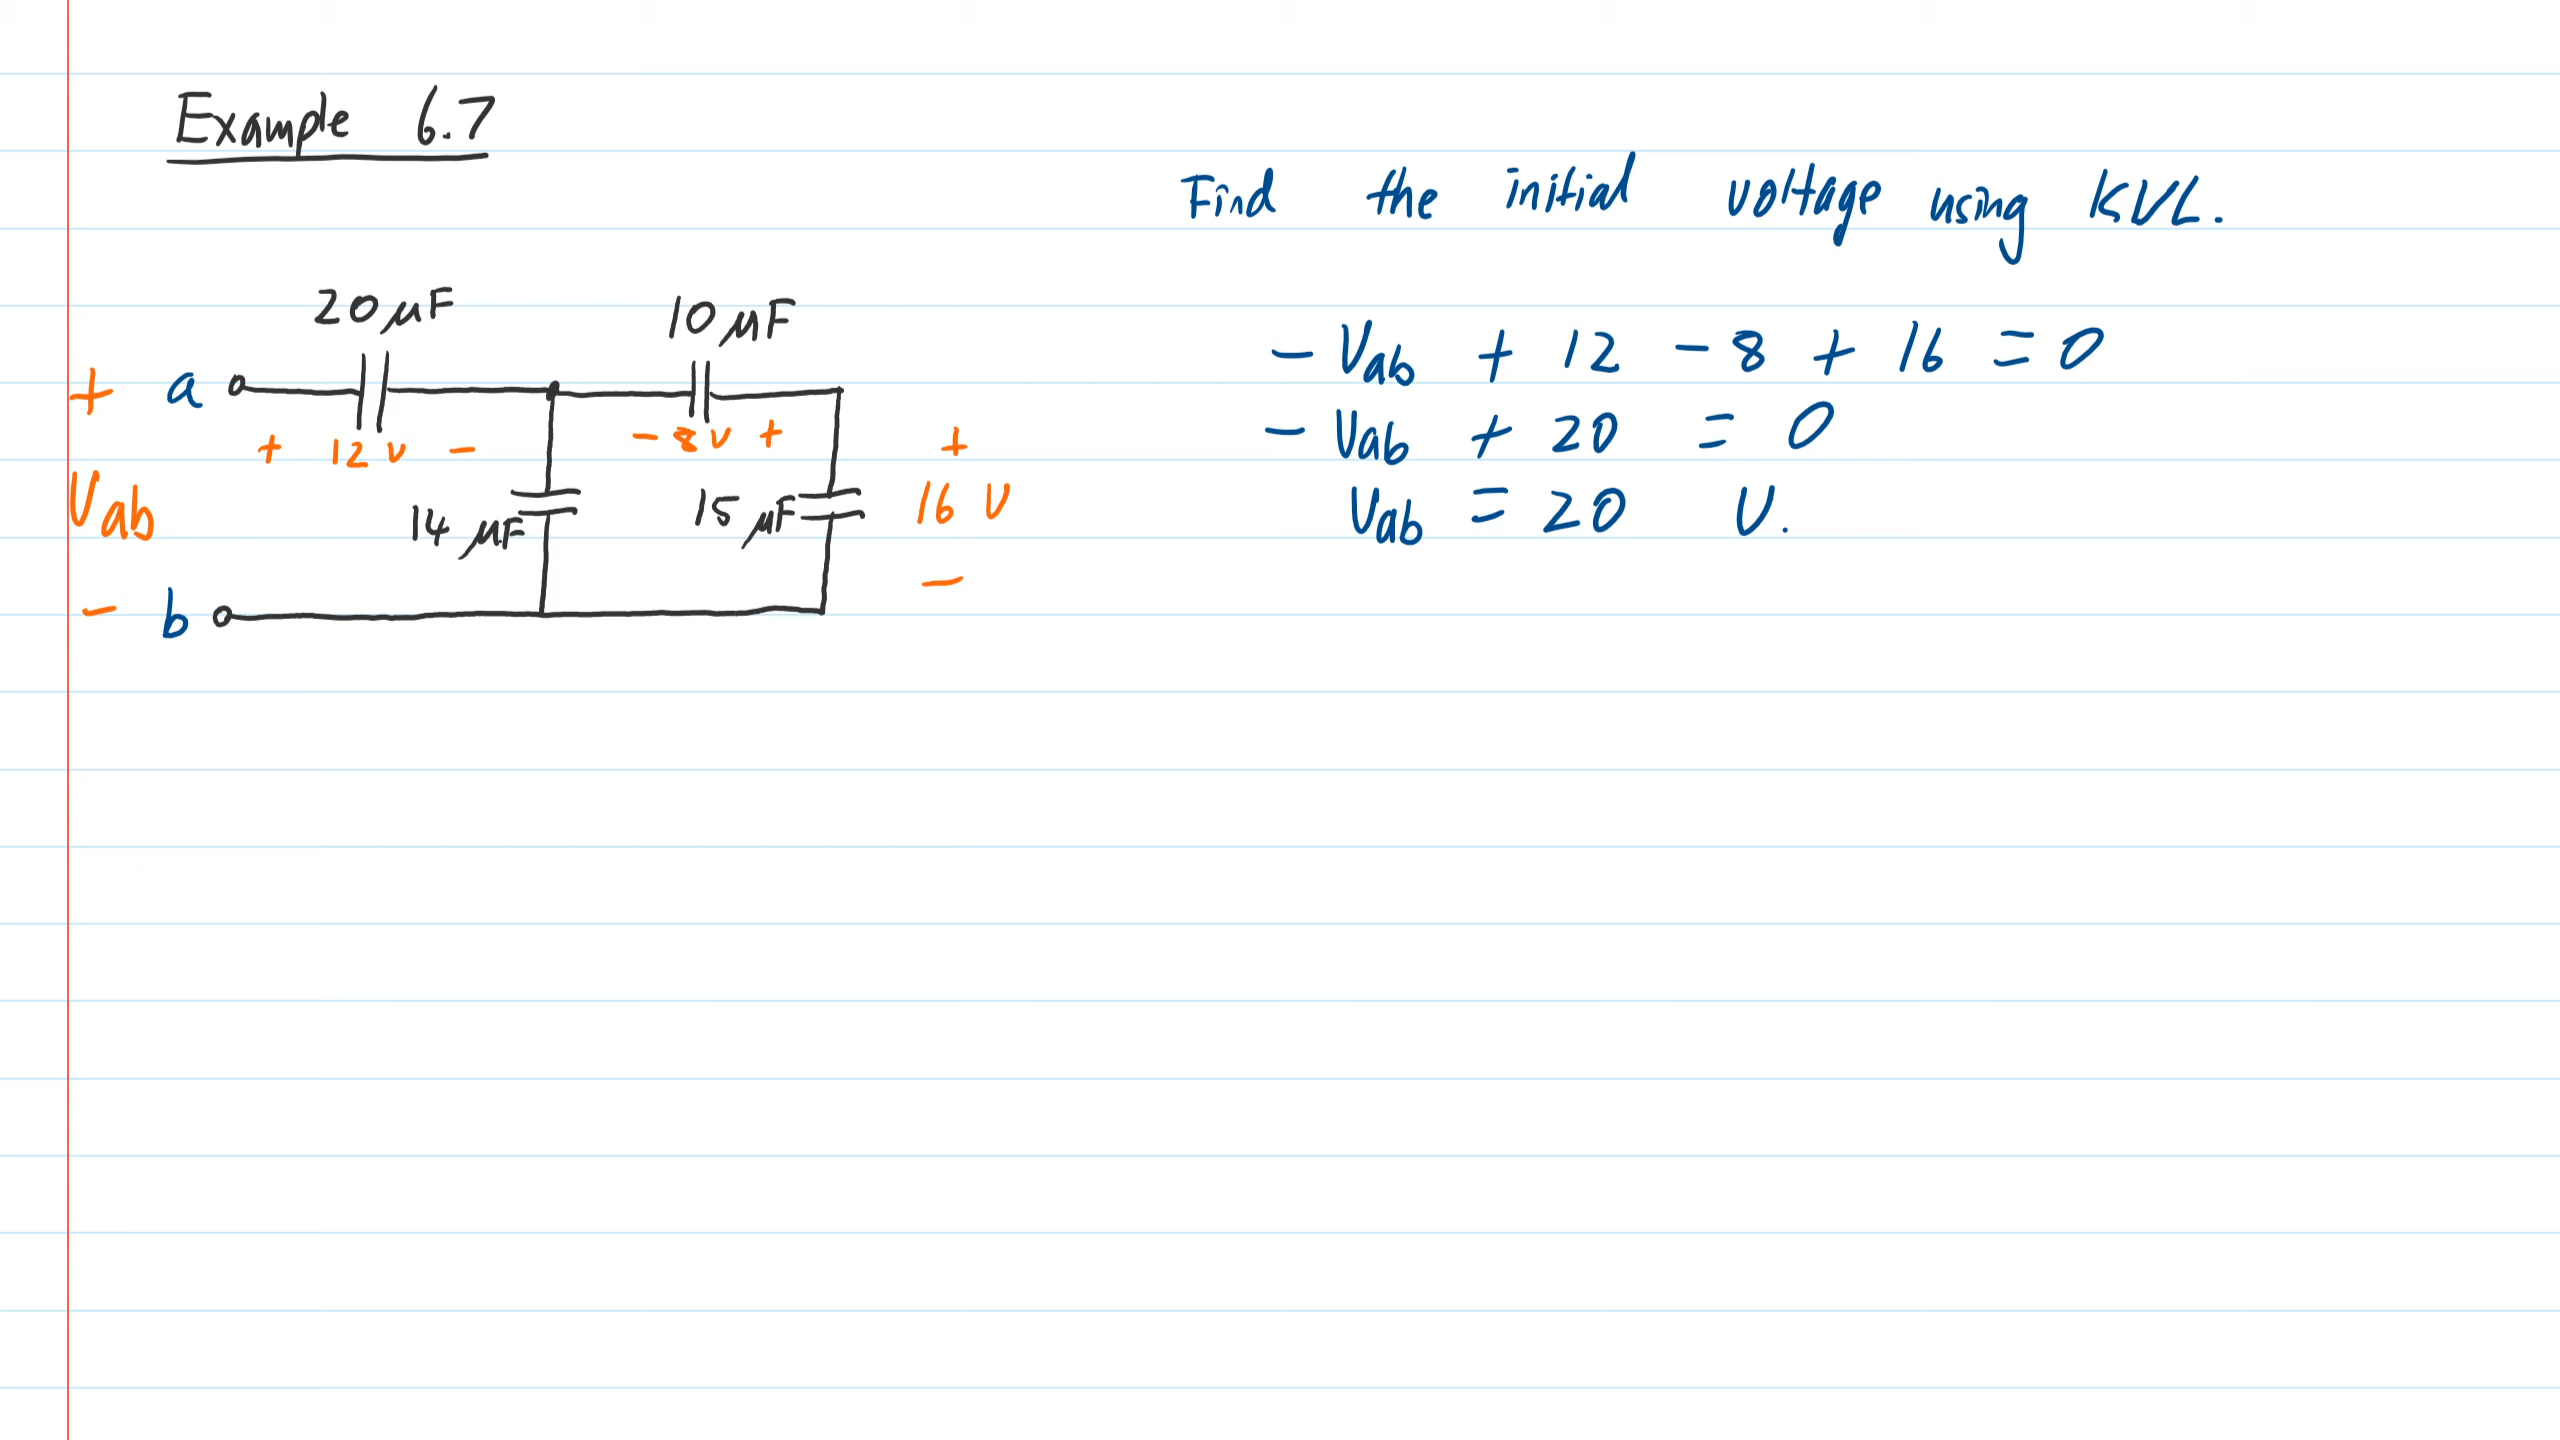 Example 6.7
Find the initial voltage using KVL.
20 μF
10 μF
+ a
+ 12 V -
- 8 V +
+
Vab
14 μF
15 μF
16 V
-
- b
- Vab + 12 - 8 + 16 = 0
- Vab + 20 = 0
Vab = 20 V.